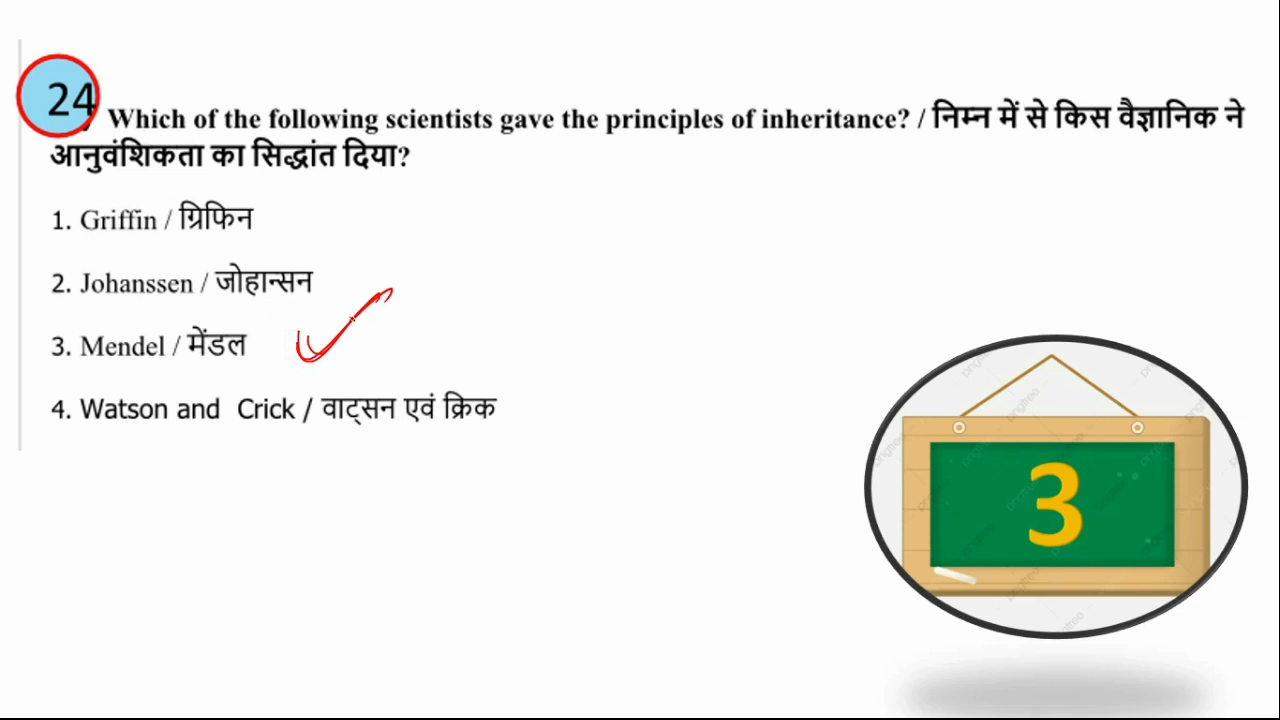 24
Which of the following scientists gave the principles of inheritance? / निम्न में से किस वैज्ञानिक ने
आनुवंशिकता का सिद्धांत दिया?
1. Griffin / ग्रिफिन
2. Johanssen / जोहान्सन
3. Mendel / मेंडल
4. Watson and Crick / वाट्सन एवं क्रिक
3